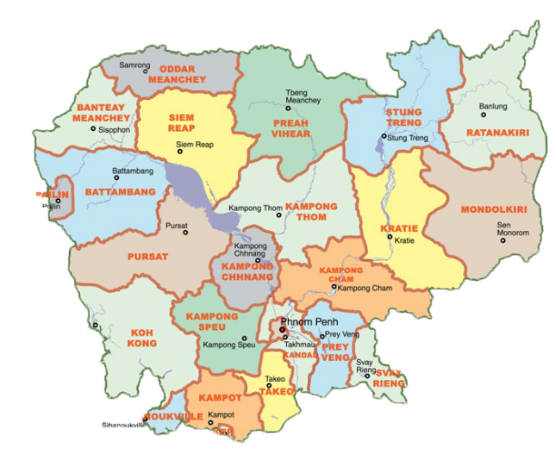 Samrong
ODDAR
MEANCHEY
BANTEAY
MEANCHEY
Sisophon
SIEM
REAP
Siem Reap
Tbeng
Meanchey
PREAH
VIHEAR
STUNG
TRENG
Stung Treng
Banlung
RATANAKIRI
Battambang
BATTAMBANG
PAILIN
Pailin
Kampong Thom
KAMPONG
THOM
KRATIE
Kratie
MONDOLKIRI
Sen
Monorom
Pursat
PURSAT
Kampong
Chhnang
KAMPOND
CHHNANG
KAMPONG
CHAM
Kampong Cham
KOH
KONG
KAMPONG
SPEU
Kampong Speu
Phnom Penh
Takhmau
KANDAL
Prey Veng
PREY
VENG
Svay
Rieng
SVAY
RIENG
Takeo
TAKEO
KAMPOT
Kampot
OUKVILLE
Sihanoukville